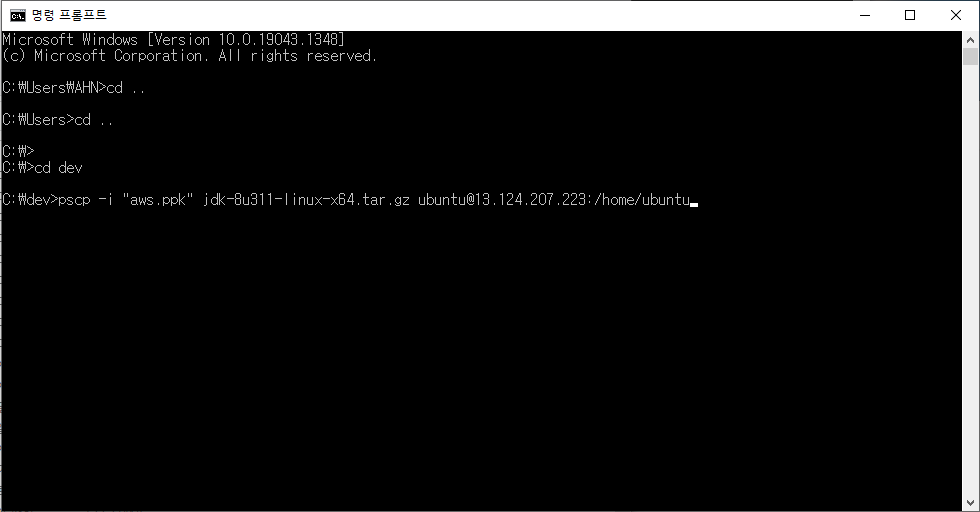 명령 프롬프트
Microsoft Windows [Version 10.0.19043.1348]
(c) Microsoft Corporation. All rights reserved.
C:₩Users₩AHN>cd ..
C:₩Users>cd ..
C:₩>
C:₩>cd dev
C:₩dev>pscp -i "aws.ppk" jdk-8u311-linux-x64.tar.gz ubuntu@13.124.207.223:/home/ubuntu